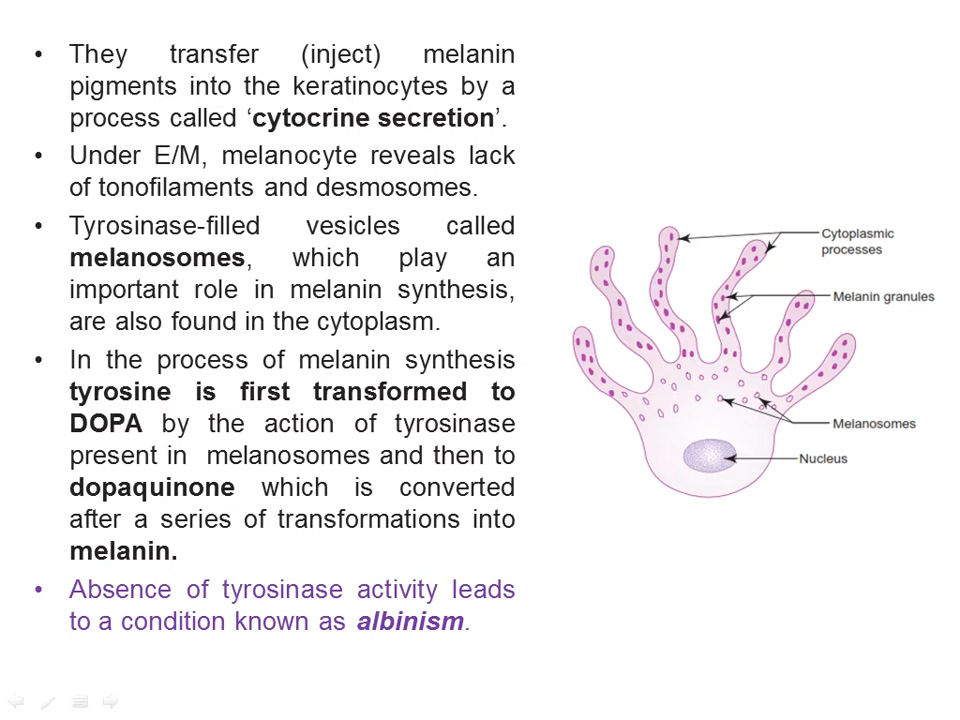 • They transfer (inject) melanin
pigments into the keratinocytes by a
process called ‘cytocrine secretion’.
• Under E/M, melanocyte reveals lack
of tonofilaments and desmosomes.
• Tyrosinase-filled vesicles called
melanosomes, which play an
important role in melanin synthesis,
are also found in the cytoplasm.
• In the process of melanin synthesis
tyrosine is first transformed to
DOPA by the action of tyrosinase
present in melanosomes and then to
dopaquinone which is converted
after a series of transformations into
melanin.
• Absence of tyrosinase activity leads
to a condition known as albinism.
Cytoplasmic
processes
Melanin granules
Melanosomes
Nucleus